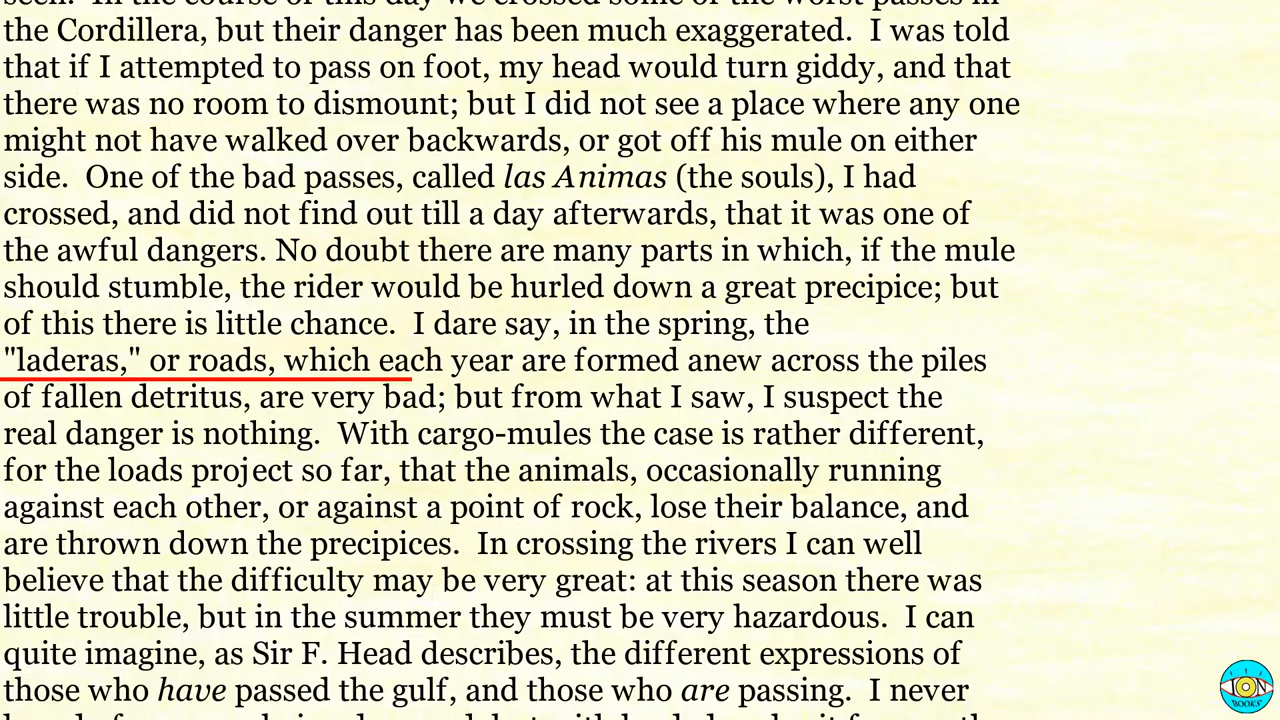 the Cordillera, but their danger has been much exaggerated.  I was told
that if I attempted to pass on foot, my head would turn giddy, and that
there was no room to dismount; but I did not see a place where any one
might not have walked over backwards, or got off his mule on either
side.  One of the bad passes, called las Animas (the souls), I had
crossed, and did not find out till a day afterwards, that it was one of
the awful dangers. No doubt there are many parts in which, if the mule
should stumble, the rider would be hurled down a great precipice; but
of this there is little chance.  I dare say, in the spring, the
"laderas," or roads, which each year are formed anew across the piles
of fallen detritus, are very bad; but from what I saw, I suspect the
real danger is nothing.  With cargo-mules the case is rather different,
for the loads project so far, that the animals, occasionally running
against each other, or against a point of rock, lose their balance, and
are thrown down the precipices.  In crossing the rivers I can well
believe that the difficulty may be very great: at this season there was
little trouble, but in the summer they must be very hazardous.  I can
quite imagine, as Sir F. Head describes, the different expressions of
those who have passed the gulf, and those who are passing.  I never
ION
BOOKS